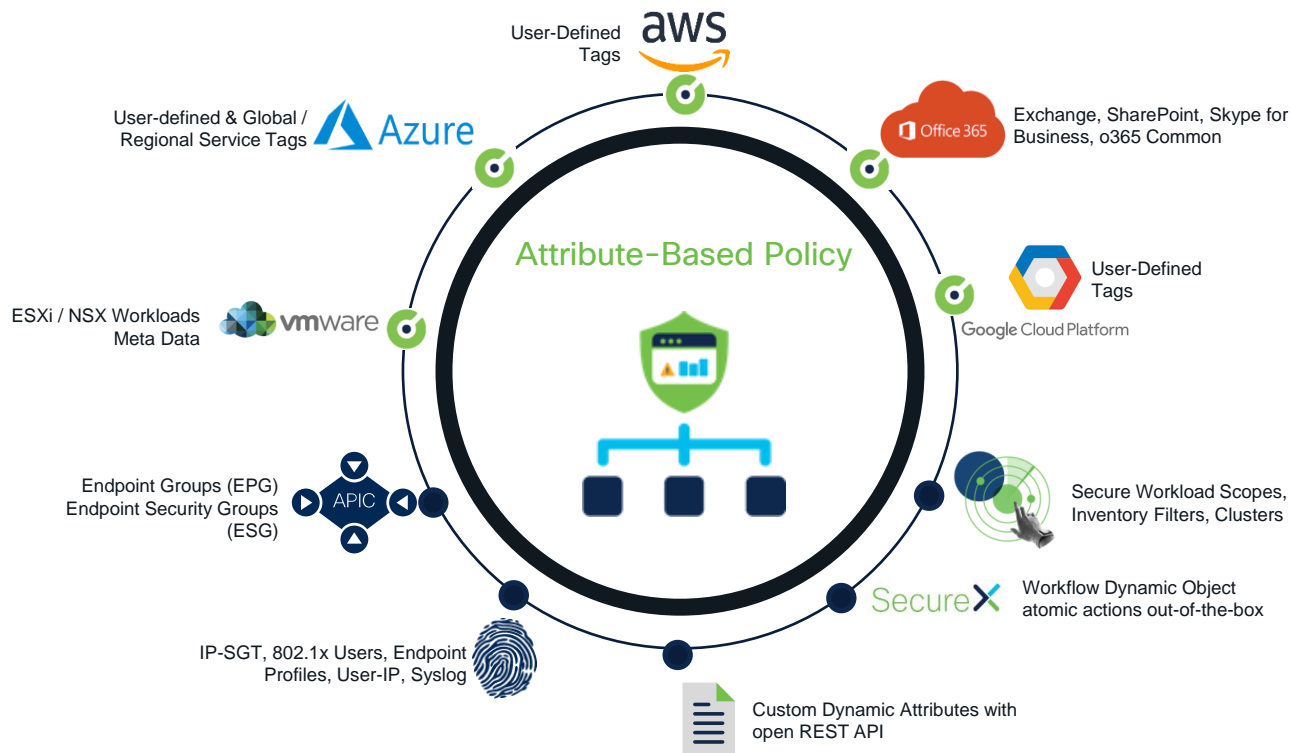 User-Defined
Tags
aws
User-defined & Global /
Regional Service Tags
Azure
Office 365
Exchange, SharePoint, Skype for
Business, o365 Common
Attribute-Based Policy
User-Defined
Tags
Google Cloud Platform
ESXi / NSX Workloads
Meta Data
vmware
Endpoint Groups (EPG)
Endpoint Security Groups
(ESG)
APIC
Secure Workload Scopes,
Inventory Filters, Clusters
SecureX
Workflow Dynamic Object
atomic actions out-of-the-box
IP-SGT, 802.1x Users, Endpoint
Profiles, User-IP, Syslog
Custom Dynamic Attributes with
open REST API